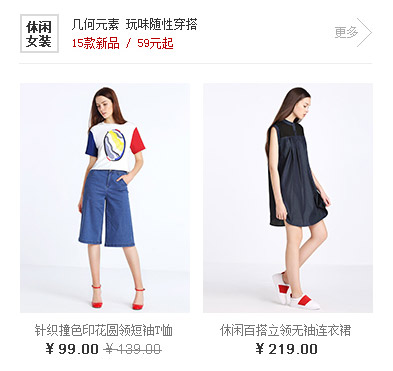 休闲
女装
几何元素 玩味随性穿搭
15款新品 / 59元起
更多
针织撞色印花圆领短袖T恤
¥ 99.00 ¥ 139.00
休闲百搭立领无袖连衣裙
¥ 219.00